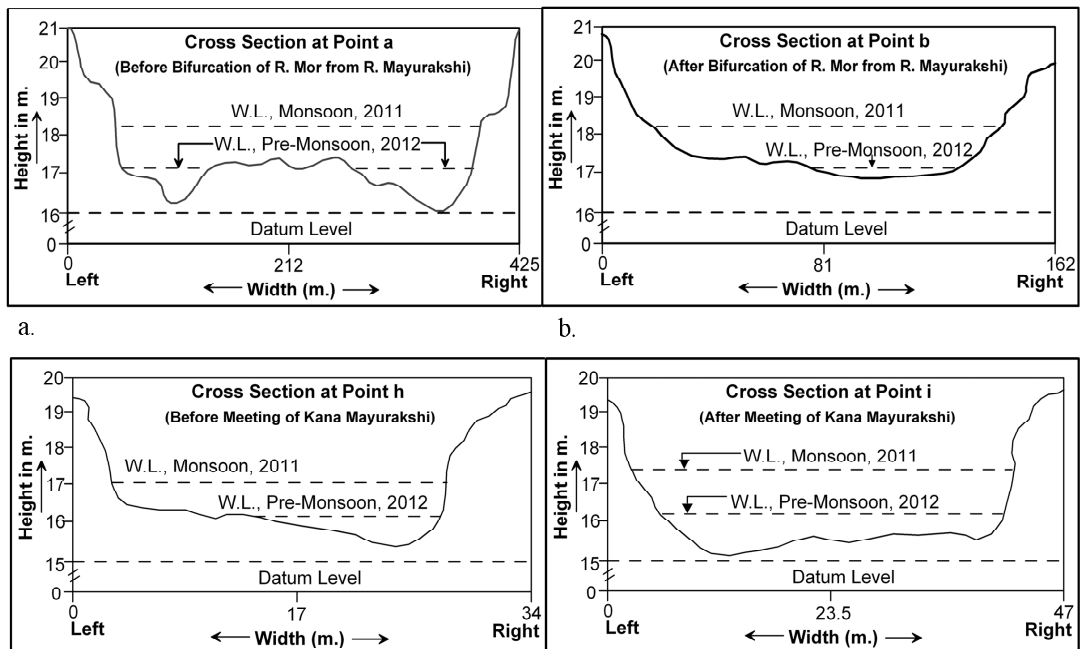 Cross Section at Point a
(Before Bifurcation of R. Mor from R. Mayurakshi)
21
20
19
18
17
16
0
Height in m.
W.L., Monsoon, 2011
W.L., Pre-Monsoon, 2012
Datum Level
0
212
425
Left
Width (m.)
Right
a.
Cross Section at Point b
(After Bifurcation of R. Mor from R. Mayurakshi)
21
20
19
18
17
16
0
Height in m.
W.L., Monsoon, 2011
W.L., Pre-Monsoon, 2012
Datum Level
0
81
162
Left
Width (m.)
Right
b.
Cross Section at Point h
(Before Meeting of Kana Mayurakshi)
20
19
18
17
16
15
0
Height in m.
W.L., Monsoon, 2011
W.L., Pre-Monsoon, 2012
Datum Level
0
17
34
Left
Width (m.)
Right
Cross Section at Point i
(After Meeting of Kana Mayurakshi)
20
19
18
17
16
15
0
Height in m.
W.L., Monsoon, 2011
W.L., Pre-Monsoon, 2012
Datum Level
0
23.5
47
Left
Width (m.)
Right